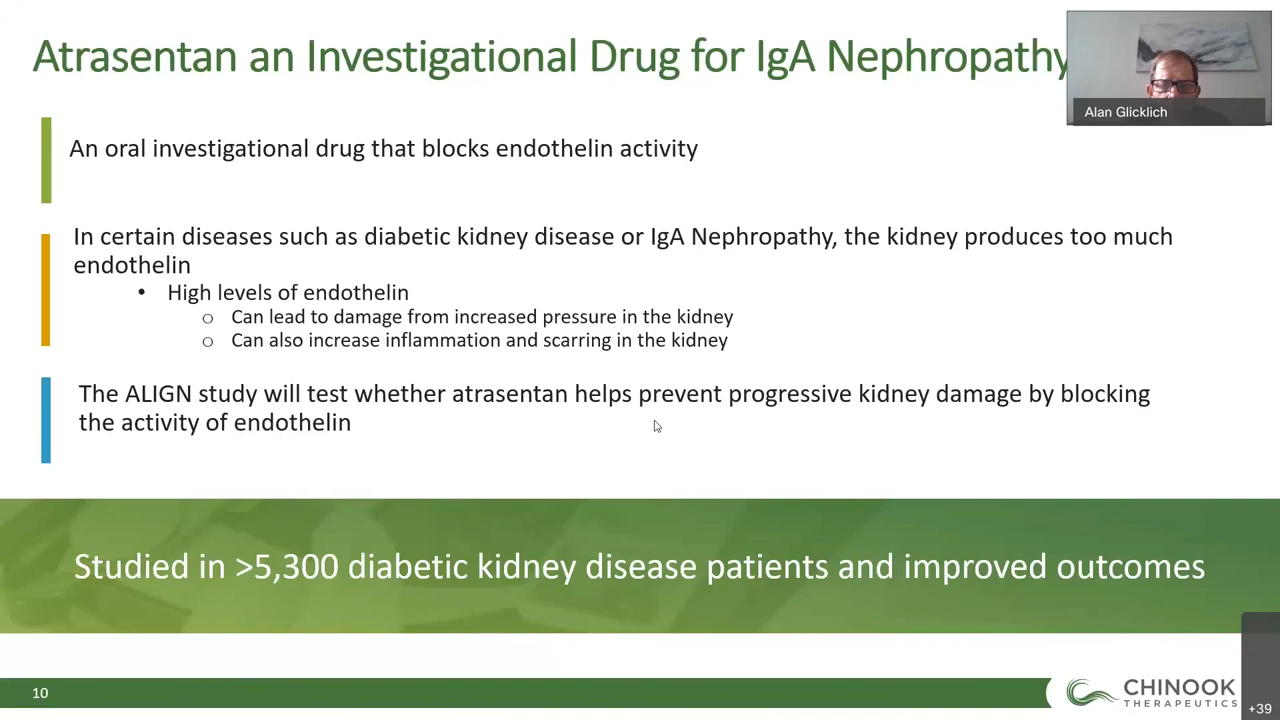 Atrasentan an Investigational Drug for IgA Nephropathy
Alan Glicklich
An oral investigational drug that blocks endothelin activity
In certain diseases such as diabetic kidney disease or IgA Nephropathy, the kidney produces too much
endothelin
• High levels of endothelin
○ Can lead to damage from increased pressure in the kidney
○ Can also increase inflammation and scarring in the kidney
The ALIGN study will test whether atrasentan helps prevent progressive kidney damage by blocking
the activity of endothelin
Studied in >5,300 diabetic kidney disease patients and improved outcomes
10
CHINOOK
THERAPEUTICS
+39